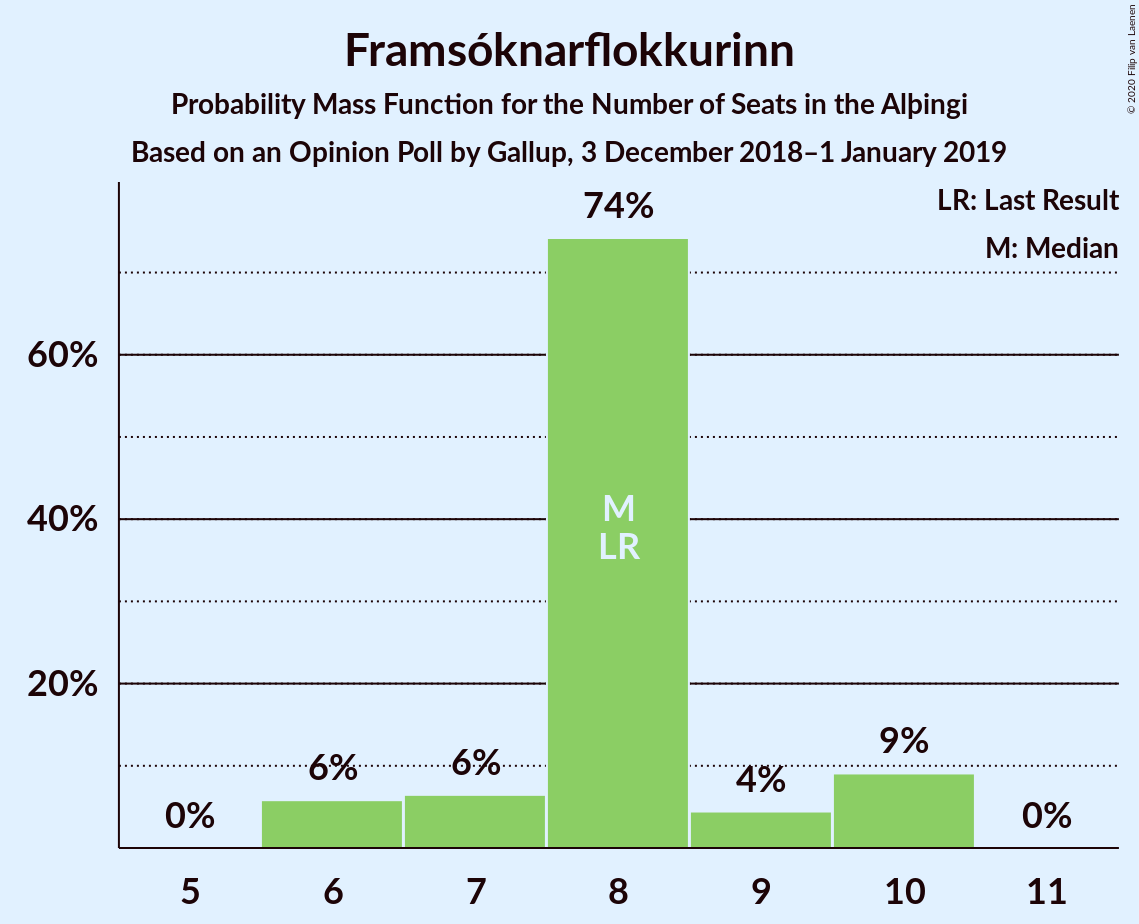 Framsóknarflokkurinn
Probability Mass Function for the Number of Seats in the Alþingi
Based on an Opinion Poll by Gallup, 3 December 2018–1 January 2019
© 2020 Filip van Laenen
LR: Last Result
M: Median
74%
60%
M
40%
LR
20%
9%
6%
6%
4%
0%
0%
5 6 7 8 9 10 11